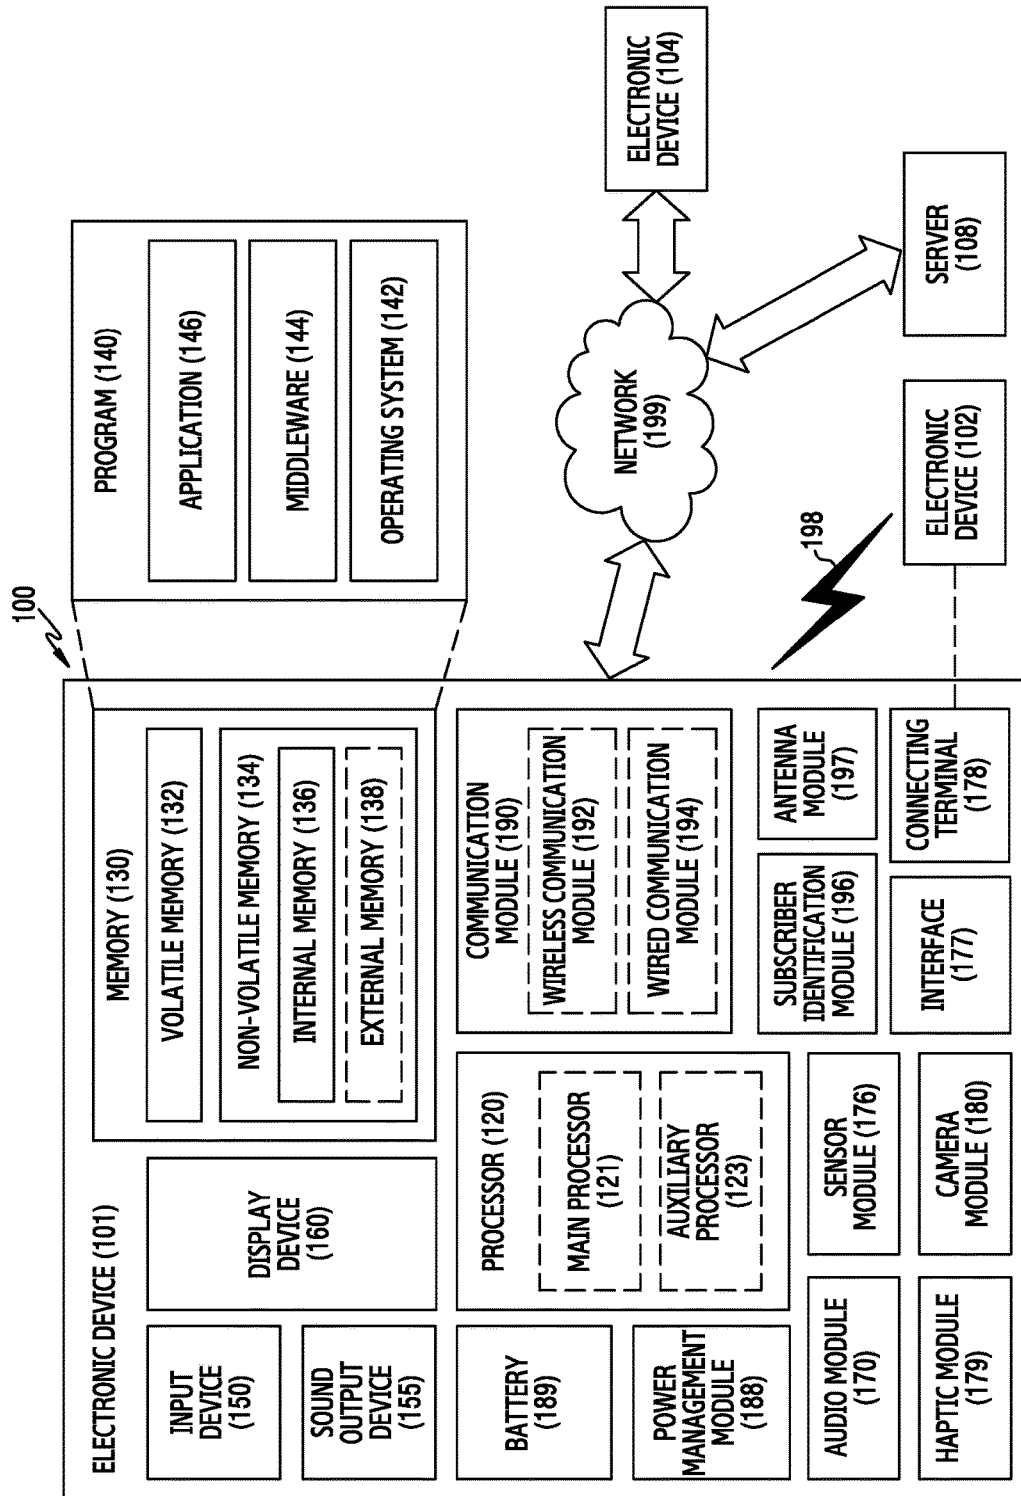 100
ELECTRONIC DEVICE (101)
INPUT
DEVICE
(150)
SOUND
OUTPUT
DEVICE
(155)
DISPLAY
DEVICE
(160)
MEMORY (130)
VOLATILE MEMORY (132)
NON-VOLATILE MEMORY (134)
INTERNAL MEMORY (136)
EXTERNAL MEMORY (138)
PROGRAM (140)
APPLICATION (146)
MIDDLEWARE (144)
OPERATING SYSTEM (142)
BATTERY
(189)
POWER
MANAGEMENT
MODULE
(188)
PROCESSOR (120)
MAIN PROCESSOR
(121)
AUXILIARY
PROCESSOR
(123)
COMMUNICATION
MODULE (190)
WIRELESS COMMUNICATION
MODULE (192)
WIRED COMMUNICATION
MODULE (194)
NETWORK
(199)
ELECTRONIC
DEVICE (104)
AUDIO MODULE
(170)
SENSOR
MODULE (176)
SUBSCRIBER
IDENTIFICATION
MODULE (196)
ANTENNA
MODULE
(197)
198
HAPTIC MODULE
(179)
CAMERA
MODULE (180)
INTERFACE
(177)
CONNECTING
TERMINAL
(178)
ELECTRONIC
DEVICE (102)
SERVER
(108)